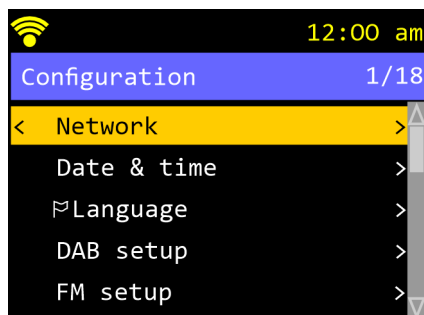 12:00 am
Configuration 1/18
< Network >
Date & time >
Language >
DAB setup >
FM setup >